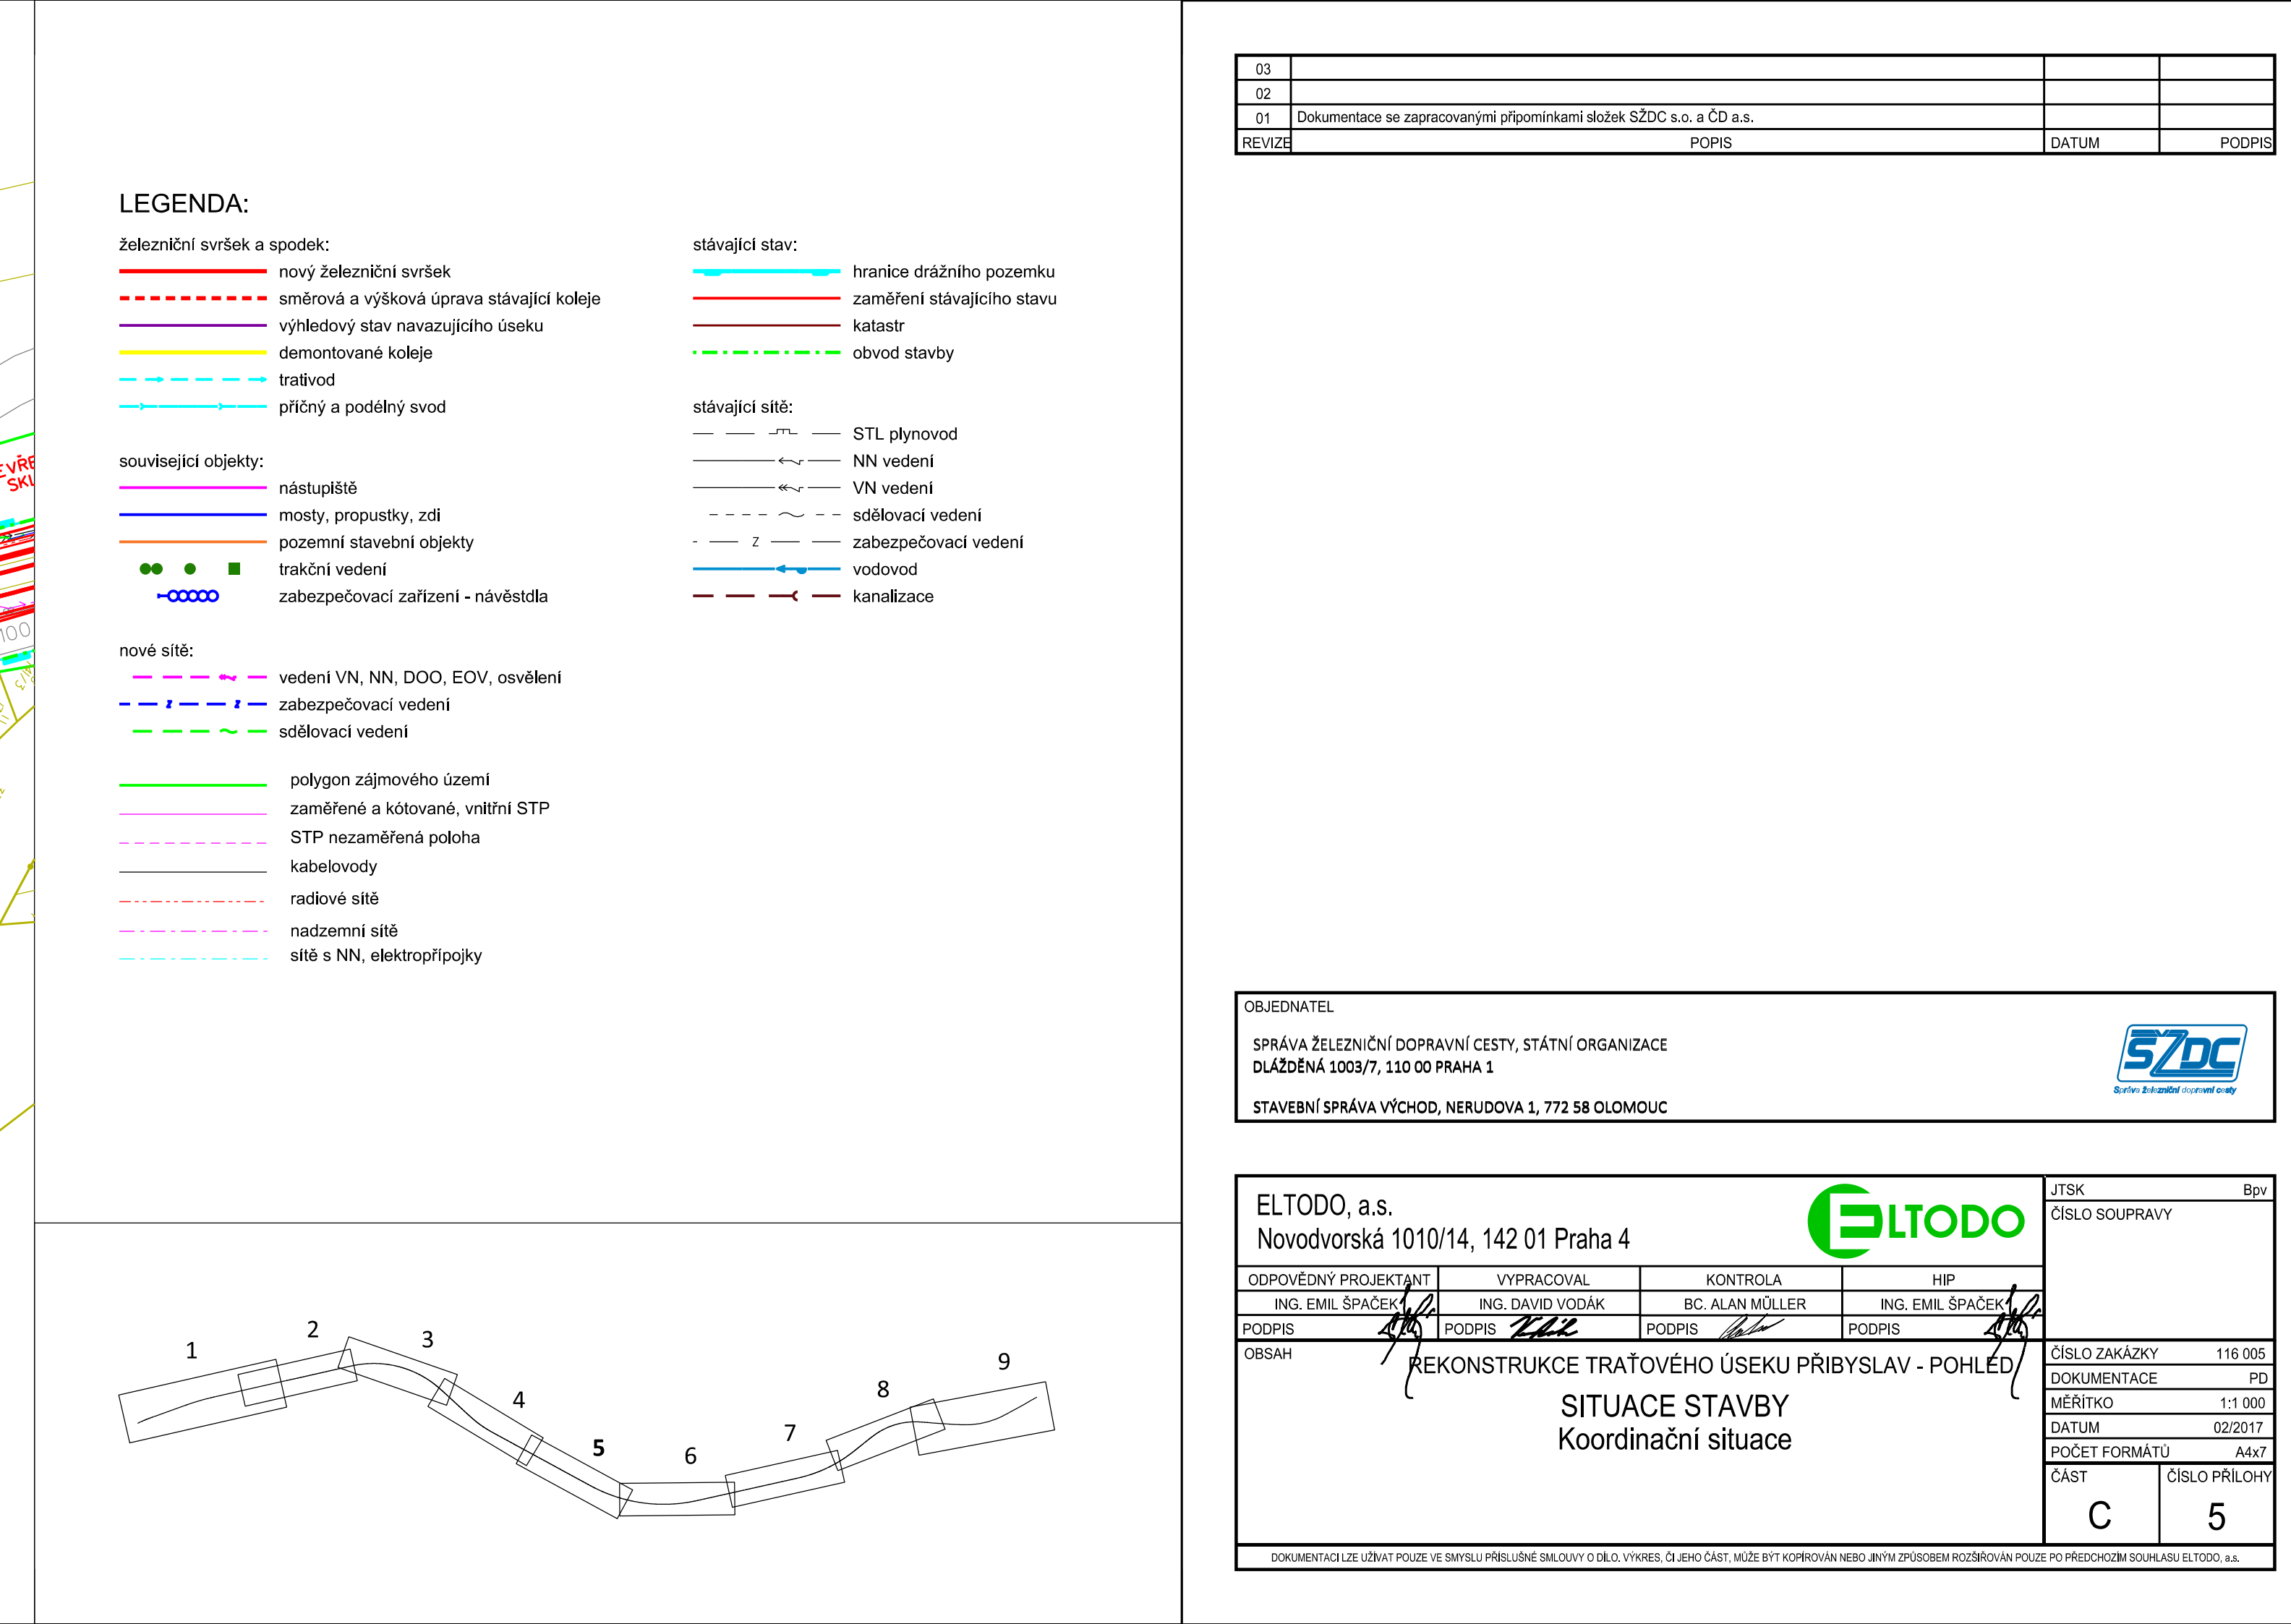 LEGENDA:
železniční svršek a spodek:
nový železniční svršek
směrová a výšková úprava stávající koleje
výhledový stav navazujícího úseku
demontované koleje
trativod
příčný a podélný svod
související objekty:
nástupiště
mosty, propustky, zdi
pozemní stavební objekty
trakční vedení
zabezpečovací zařízení - návěstdla
nové sítě:
vedení VN, NN, DOO, EOV, osvělení
zabezpečovací vedení
sdělovací vedení
polygon zájmového území
zaměřené a kótované, vnitřní STP
STP nezaměřená poloha
kabelovody
radiové sítě
nadzemní sítě
sítě s NN, elektropřípojky
stávající stav:
hranice drážního pozemku
zaměření stávajícího stavu
katastr
obvod stavby
stávající sítě:
STL plynovod
NN vedení
VN vedení
sdělovací vedení
Z zabezpečovací vedení
vodovod
kanalizace
1
2
3
4
5
6
7
8
9
03
02
01 Dokumentace se zapracovanými připomínkami složek SŽDC s.o. a ČD a.s.
REVIZE POPIS DATUM PODPIS
OBJEDNATEL
SPRÁVA ŽELEZNIČNÍ DOPRAVNÍ CESTY, STÁTNÍ ORGANIZACE
DLÁŽDĚNÁ 1003/7, 110 00 PRAHA 1
STAVEBNÍ SPRÁVA VÝCHOD, NERUDOVA 1, 772 58 OLOMOUC
SŽDC
Správa železniční dopravní cesty
ELTODO, a.s.
Novodvorská 1010/14, 142 01 Praha 4
ELTODO
JTSK Bpv
ČÍSLO SOUPRAVY
ODPOVĚDNÝ PROJEKTANT VYPRACOVAL KONTROLA HIP
ING. EMIL ŠPAČEK ING. DAVID VODÁK BC. ALAN MÜLLER ING. EMIL ŠPAČEK
PODPIS PODPIS PODPIS PODPIS
OBSAH
REKONSTRUKCE TRAŤOVÉHO ÚSEKU PŘIBYSLAV - POHLED
SITUACE STAVBY
Koordinační situace
ČÍSLO ZAKÁZKY 116 005
DOKUMENTACE PD
MĚŘÍTKO 1:1 000
DATUM 02/2017
POČET FORMÁTŮ A4x7
ČÁST ČÍSLO PŘÍLOHY
C 5
DOKUMENTACI LZE UŽÍVAT POUZE VE SMYSLU PŘÍSLUŠNÉ SMLOUVY O DÍLO. VÝKRES, ČI JEHO ČÁST, MŮŽE BÝT KOPÍROVÁN NEBO JINÝM ZPŮSOBEM ROZŠIŘOVÁN POUZE PO PŘEDCHOZÍM SOUHLASU ELTODO, a.s.